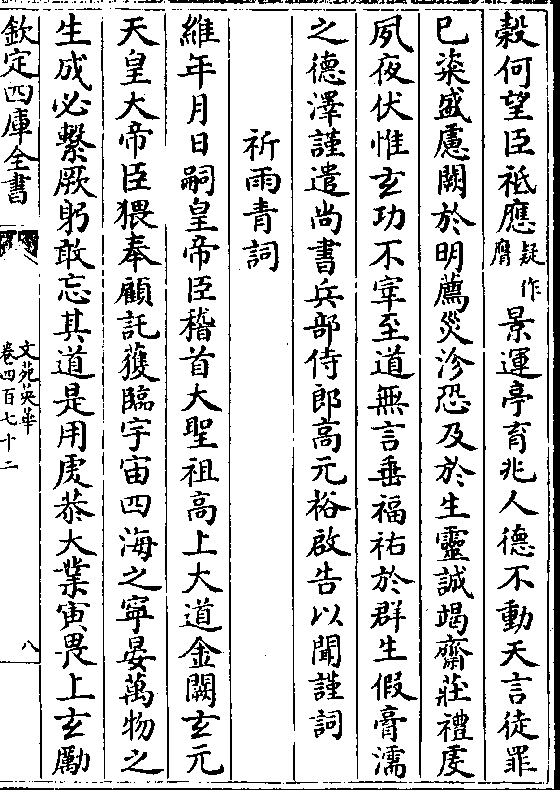 榖何望臣祗應疑作膺景運亭育兆人德不動天言徒罪
已粢盛慮闕於明薦災沴恐及於生靈誠竭齋莊禮虔
夙夜伏惟玄功不宰至道無言垂福祐於群生假膏濡
之德澤謹遣尚書兵部侍郎高元裕啟告以聞謹詞
祈雨青詞
維年月日嗣皇帝臣稽首大聖祖高上大道金闕玄元
天皇大帝臣猥奉顧託獲臨宇宙四海之寧晏萬物之
生成必繫厥躬敢忘其道是用虔恭大業寅畏上玄勵
欽定四庫全書
文苑英華
卷四百七十二
八